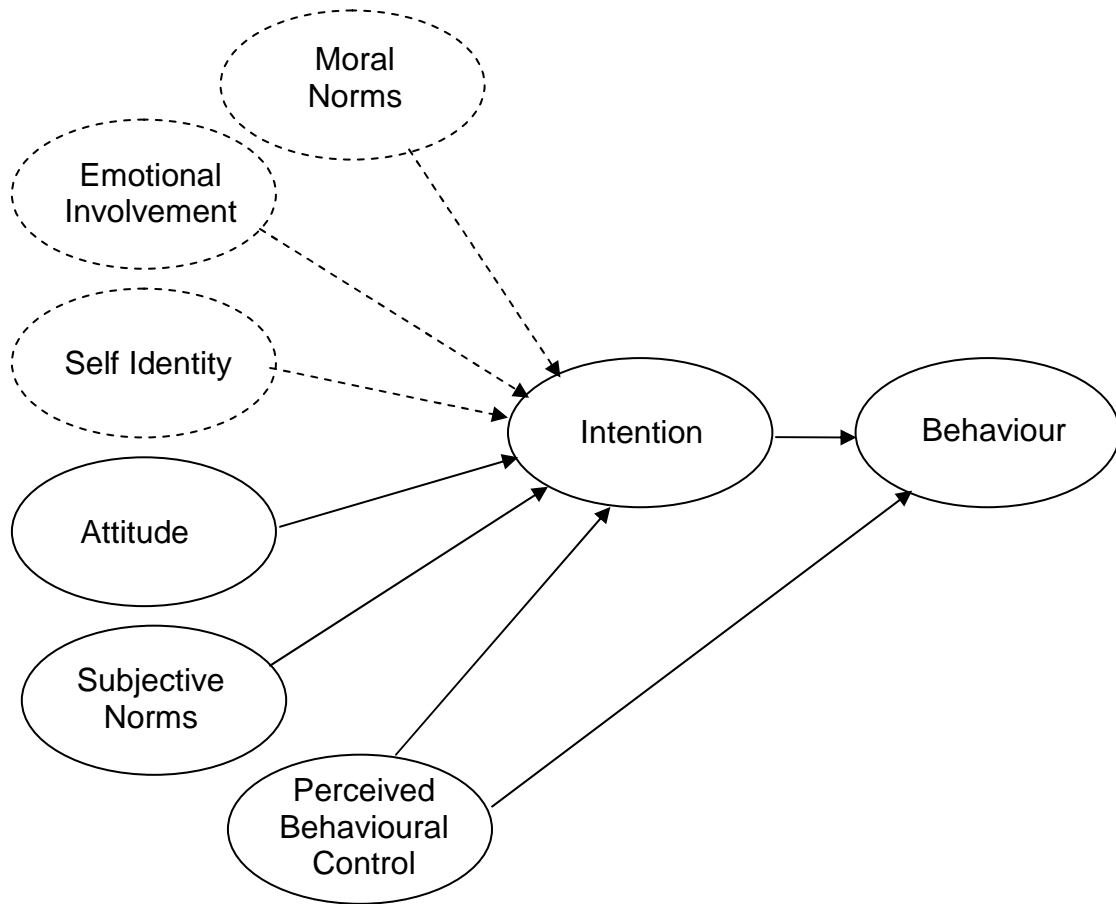 Moral
Norms
Emotional
Involvement
Self Identity
Intention
Behaviour
Attitude
Subjective
Norms
Perceived
Behavioural
Control